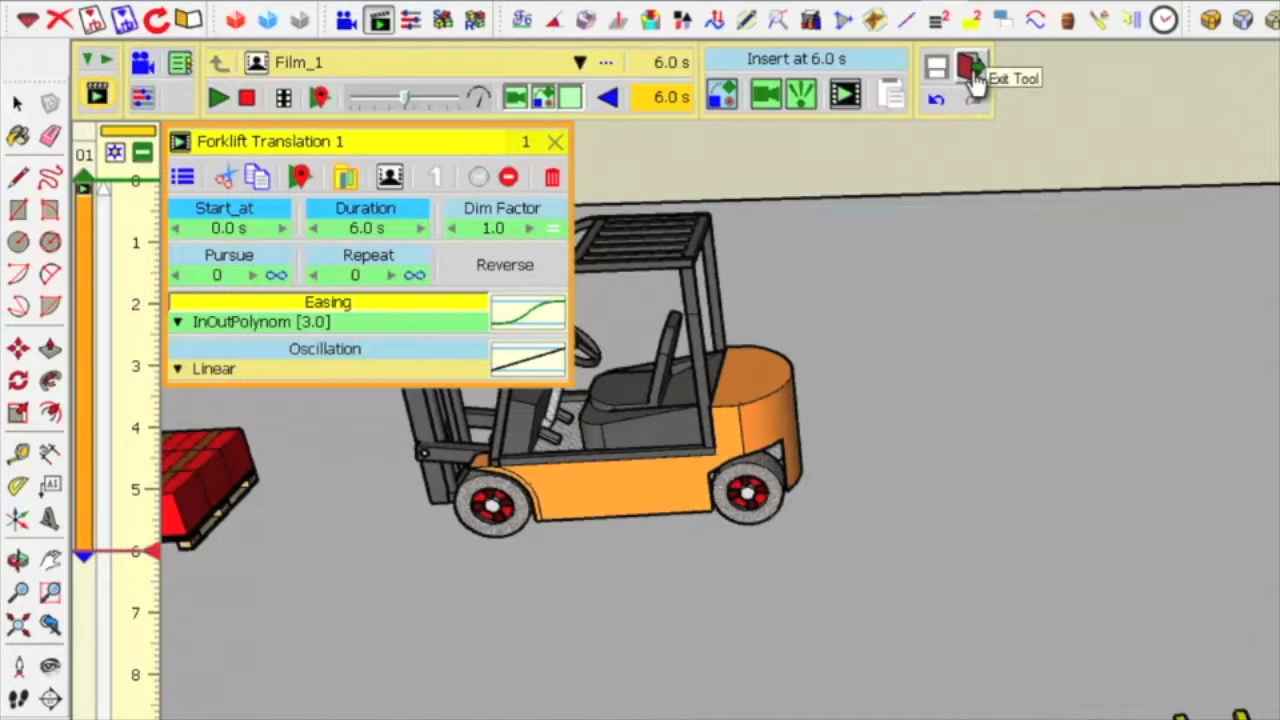 Film_1
6.0 s
Insert at 6.0 s
6.0 s
Exit Tool
01
Forklift Translation 1
1
1
Start_at
Duration
Dim Factor
0.0 s
6.0 s
1.0
Pursue
Repeat
Reverse
0
0
Easing
InOutPolynom [3.0]
Oscillation
Linear
0
1
2
3
4
5
6
7
8